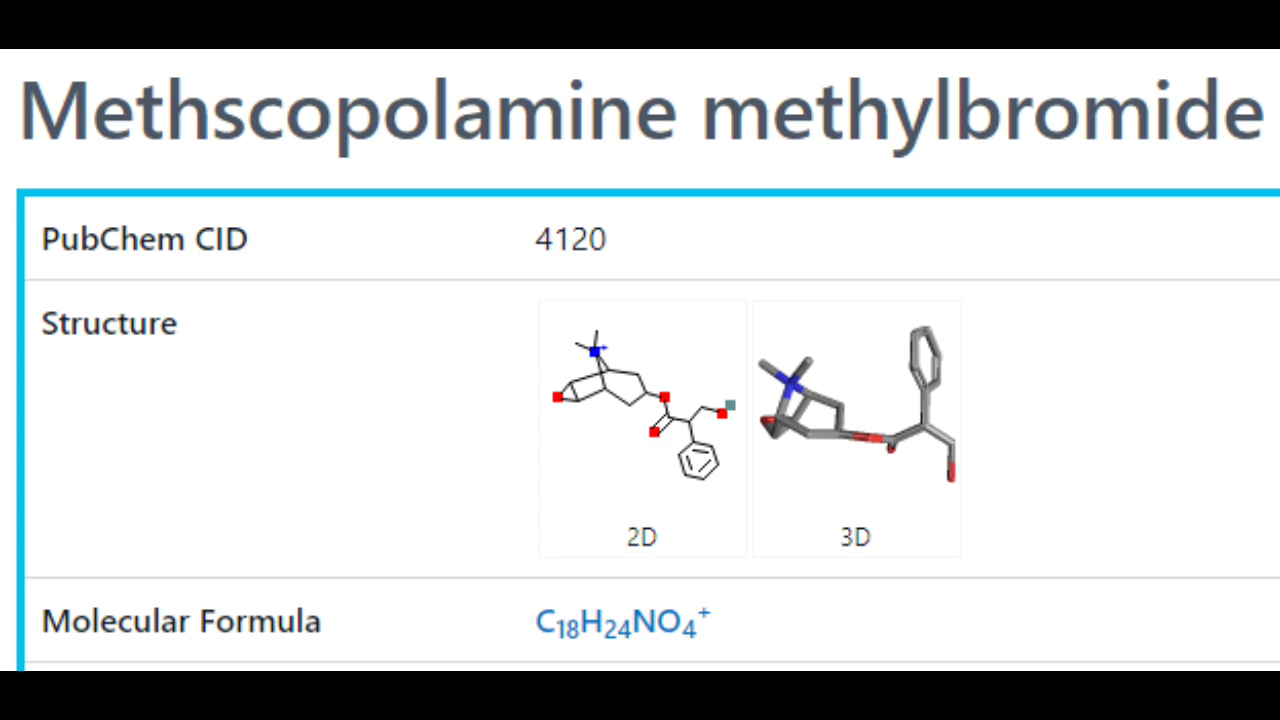 Methscopolamine methylbromide
PubChem CID 4120
Structure
2D 3D
Molecular Formula C₁₈H₂₄NO₄⁺